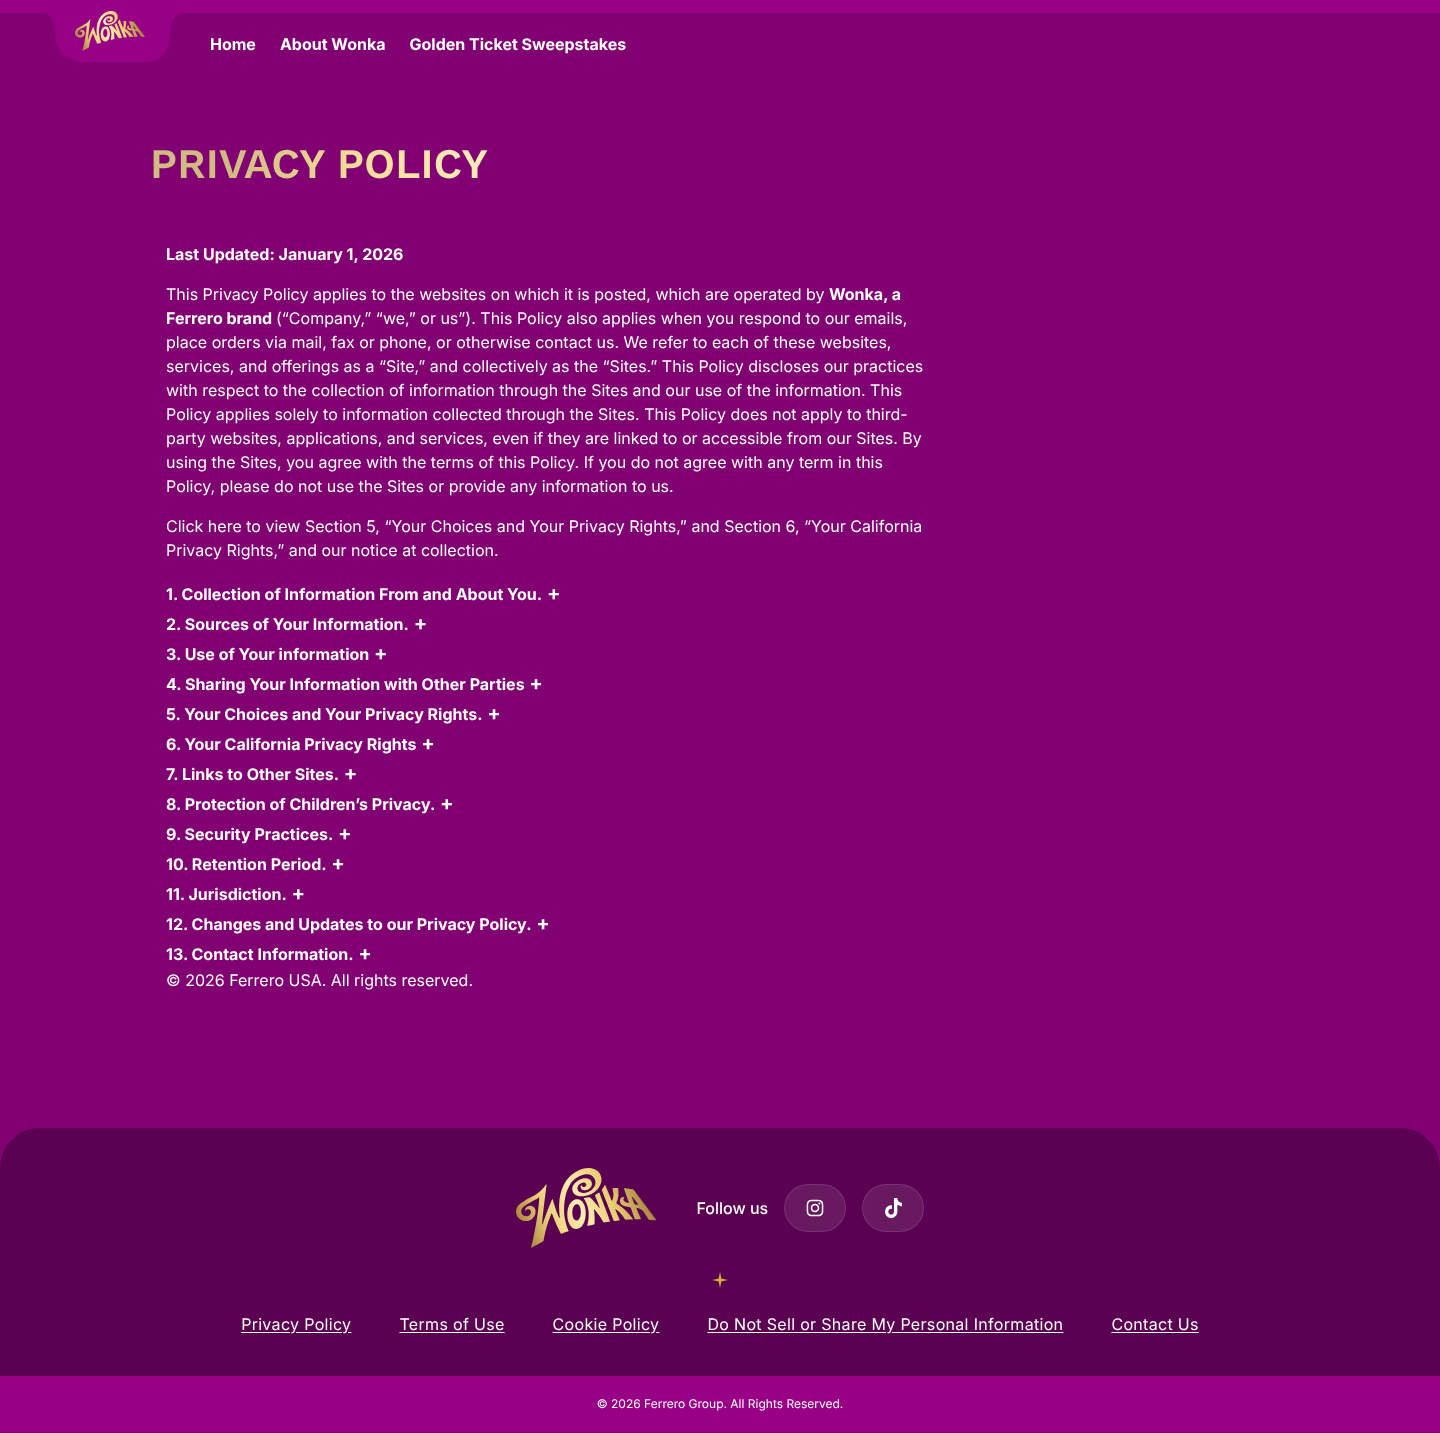 WONKA
Home About Wonka Golden Ticket Sweepstakes
PRIVACY POLICY
Last Updated: January 1, 2026
This Privacy Policy applies to the websites on which it is posted, which are operated by Wonka, a
Ferrero brand (“Company,” “we,” or us”). This Policy also applies when you respond to our emails,
place orders via mail, fax or phone, or otherwise contact us. We refer to each of these websites,
services, and offerings as a “Site,” and collectively as the “Sites.” This Policy discloses our practices
with respect to the collection of information through the Sites and our use of the information. This
Policy applies solely to information collected through the Sites. This Policy does not apply to third-
party websites, applications, and services, even if they are linked to or accessible from our Sites. By
using the Sites, you agree with the terms of this Policy. If you do not agree with any term in this
Policy, please do not use the Sites or provide any information to us.
Click here to view Section 5, “Your Choices and Your Privacy Rights,” and Section 6, “Your California
Privacy Rights,” and our notice at collection.
1. Collection of Information From and About You. +
2. Sources of Your Information. +
3. Use of Your information +
4. Sharing Your Information with Other Parties +
5. Your Choices and Your Privacy Rights. +
6. Your California Privacy Rights +
7. Links to Other Sites. +
8. Protection of Children’s Privacy. +
9. Security Practices. +
10. Retention Period. +
11. Jurisdiction. +
12. Changes and Updates to our Privacy Policy. +
13. Contact Information. +
© 2026 Ferrero USA. All rights reserved.
WONKA
Follow us
Privacy Policy Terms of Use Cookie Policy Do Not Sell or Share My Personal Information Contact Us
© 2026 Ferrero Group. All Rights Reserved.